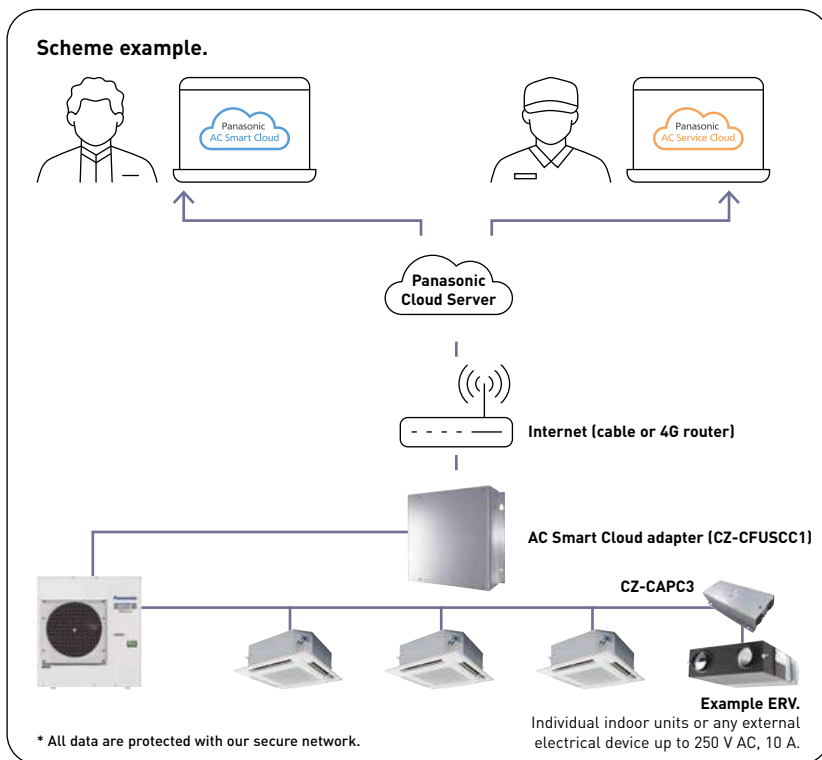 Scheme example.
Panasonic
AC Smart Cloud
Panasonic
AC Service Cloud
Panasonic
Cloud Server
Internet (cable or 4G router)
AC Smart Cloud adapter (CZ-CFUSCC1)
CZ-CAPC3
Panasonic
Example ERV.
Individual indoor units or any external
electrical device up to 250 V AC, 10 A.
* All data are protected with our secure network.